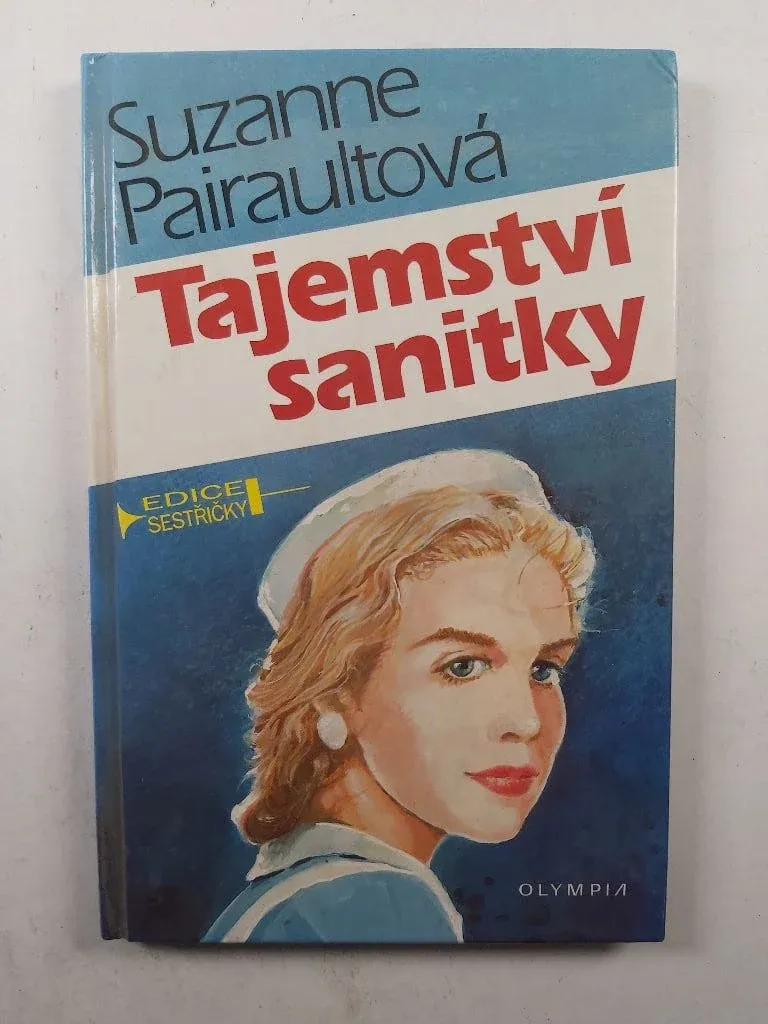 Suzanne
Pairaultová
Tajemství
sanitky
EDICE
SESTŘIČKY
OLYMPIA